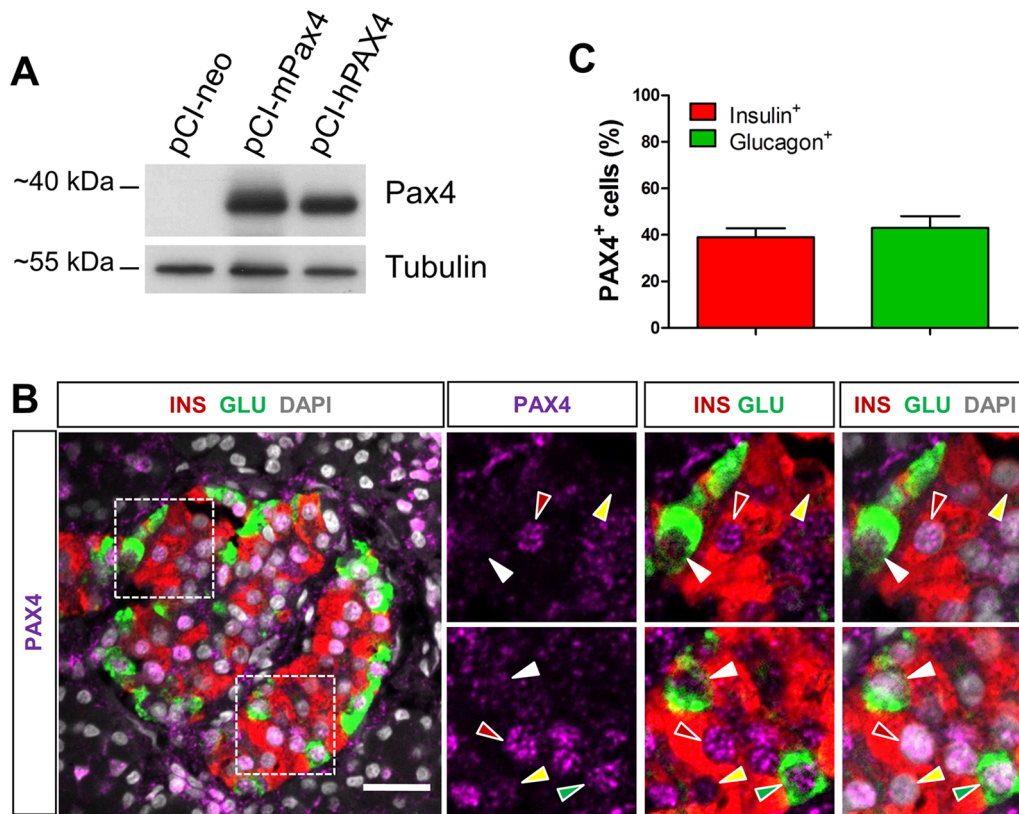 A
pCI-neo
pCI-mPax4
pCI-hPAX4
~40 kDa
Pax4
~55 kDa
Tubulin
C
PAX4+ cells (%)
100
80
60
40
20
0
Insulin+
Glucagon+
B
INS GLU DAPI
PAX4
INS GLU
INS GLU DAPI
PAX4